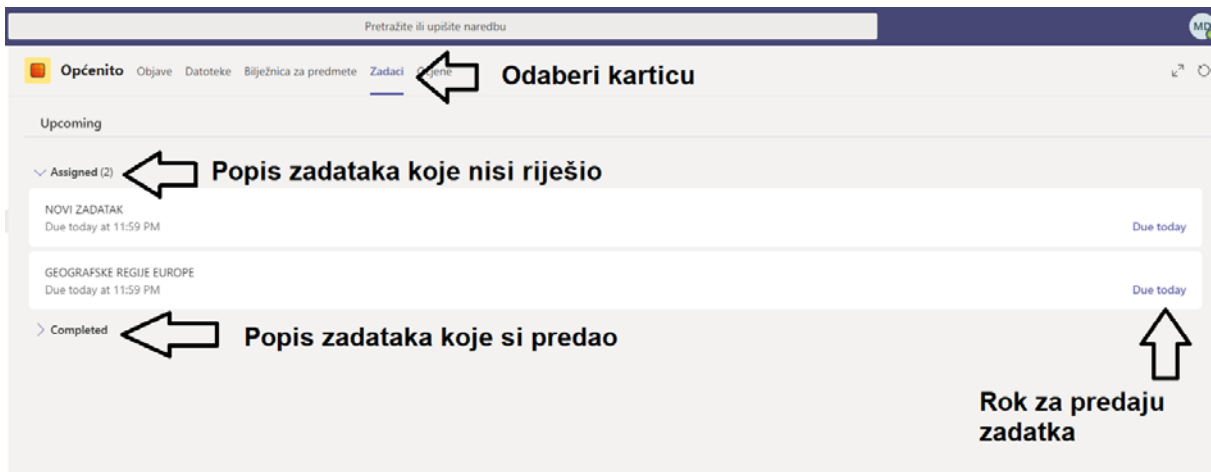 Pretražite ili upišite naredbu
MD
Općenito Objave Datoteke Bilježnica za predmete Zadaci Odaberi karticu
Upcoming
Assigned (2) Popis zadataka koje nisi riješio
NOVI ZADATAK
Due today at 11:59 PM
Due today
GEOGRAFSKE REGIJE EUROPE
Due today at 11:59 PM
Due today
Completed Popis zadataka koje si predao
Rok za predaju
zadatka